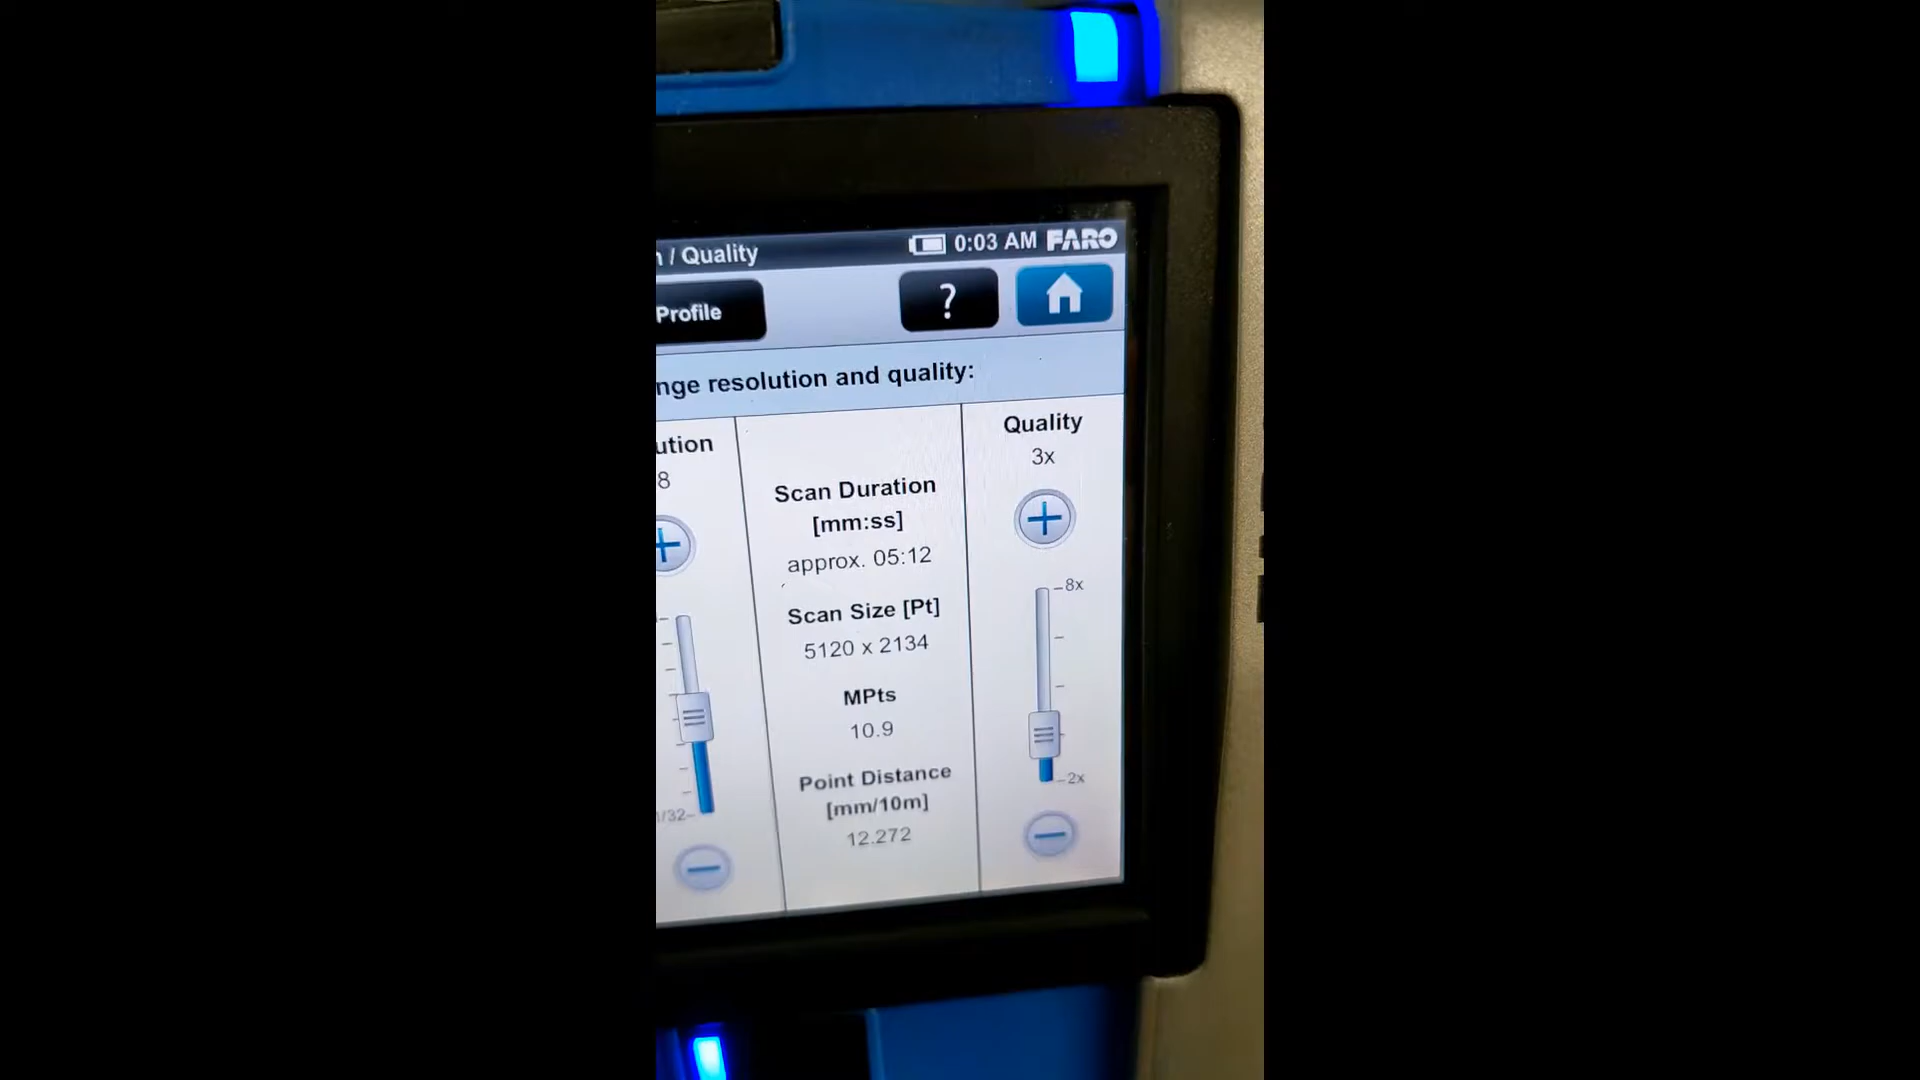 n / Quality 0:03 AM FARO
Profile ?
nge resolution and quality:
ution
8
Quality
3x
Scan Duration
[mm:ss]
approx. 05:12
Scan Size [Pt]
5120 x 2134
MPts
10.9
Point Distance
[mm/10m]
12.272
8x
2x
/32